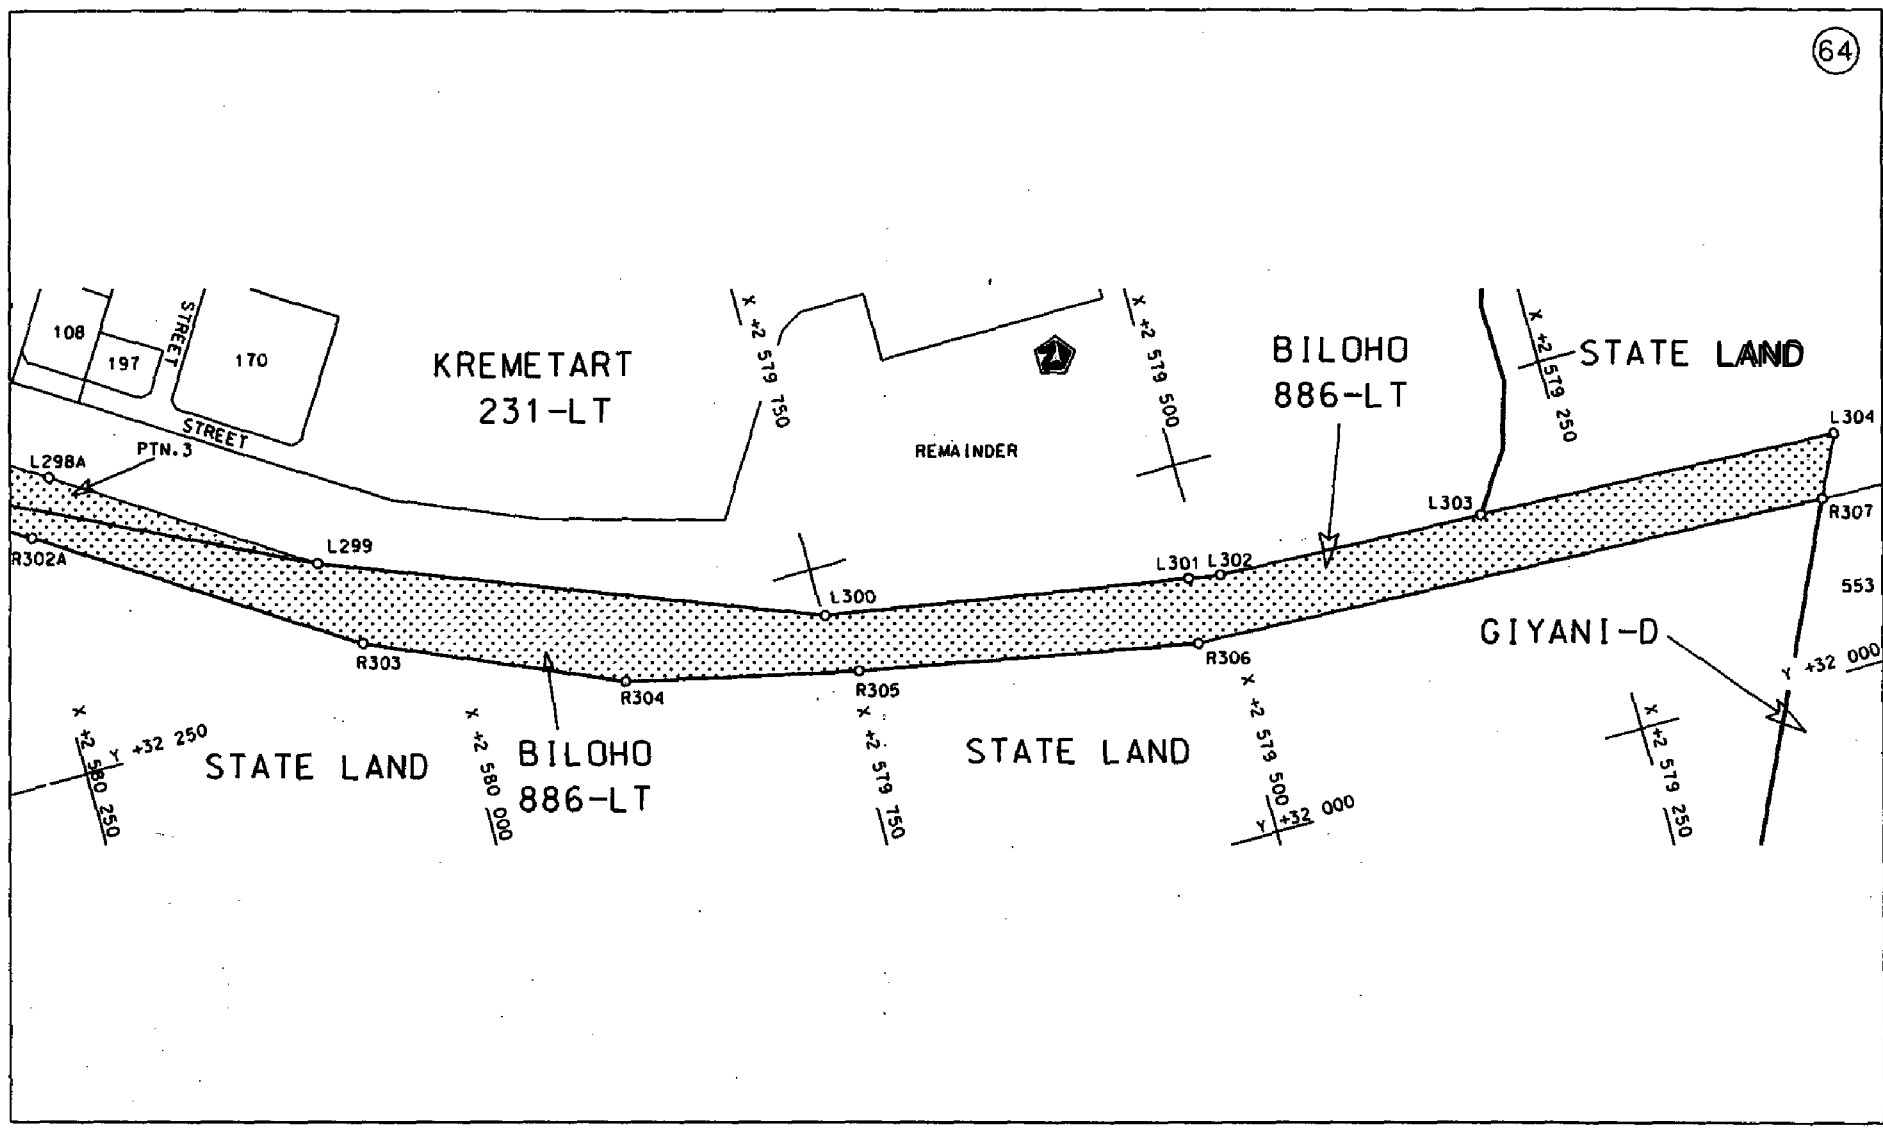 64
108
197
STREET
170
STREET
PTN.3
KREMETART
231-LT
X +2 579 750
REMAINDER
X +2 579 500
BILOHO
886-LT
X +2 579 250
STATE LAND
L298A
L299
L300
L301
L302
L303
L304
R302A
R303
R304
R305
R306
R307
553
GIYANI-D
Y +32 000
X +2 580 250
Y +32 250
STATE LAND
X +2 580 000
BILOHO
886-LT
X +2 579 750
STATE LAND
X +2 579 500
Y +32 000
X +2 579 250